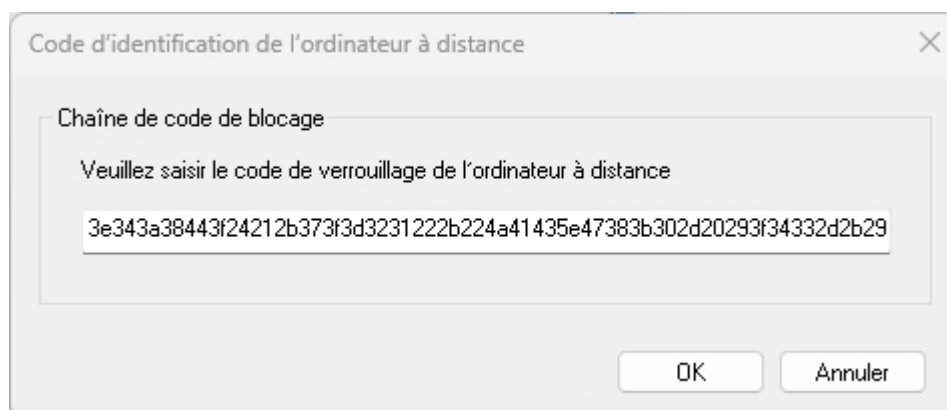 Code d'identification de l'ordinateur à distance
Chaîne de code de blocage
Veuillez saisir le code de verrouillage de l'ordinateur à distance
3e343a38443f24212b373f3d3231222b224a41435e47383b302d20293f34332d2b29
OK
Annuler